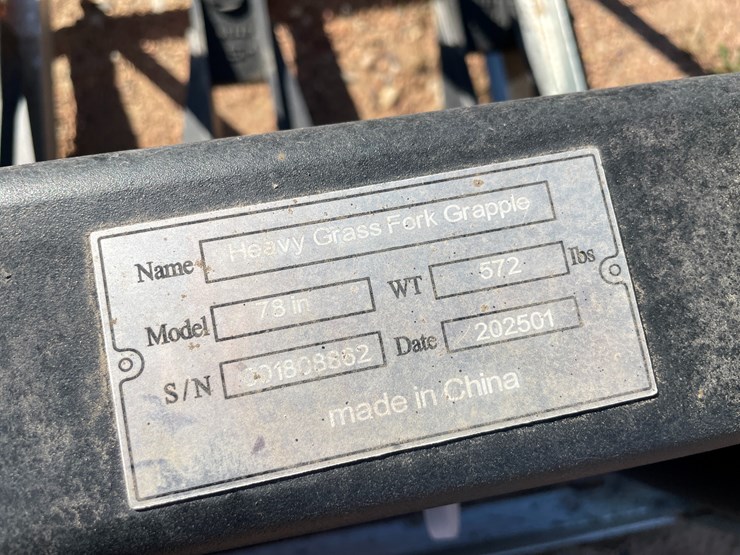 Name Heavy Grass Fork Grapple
Model 78 in WT 572 lbs
S/N Date 202501
made in China